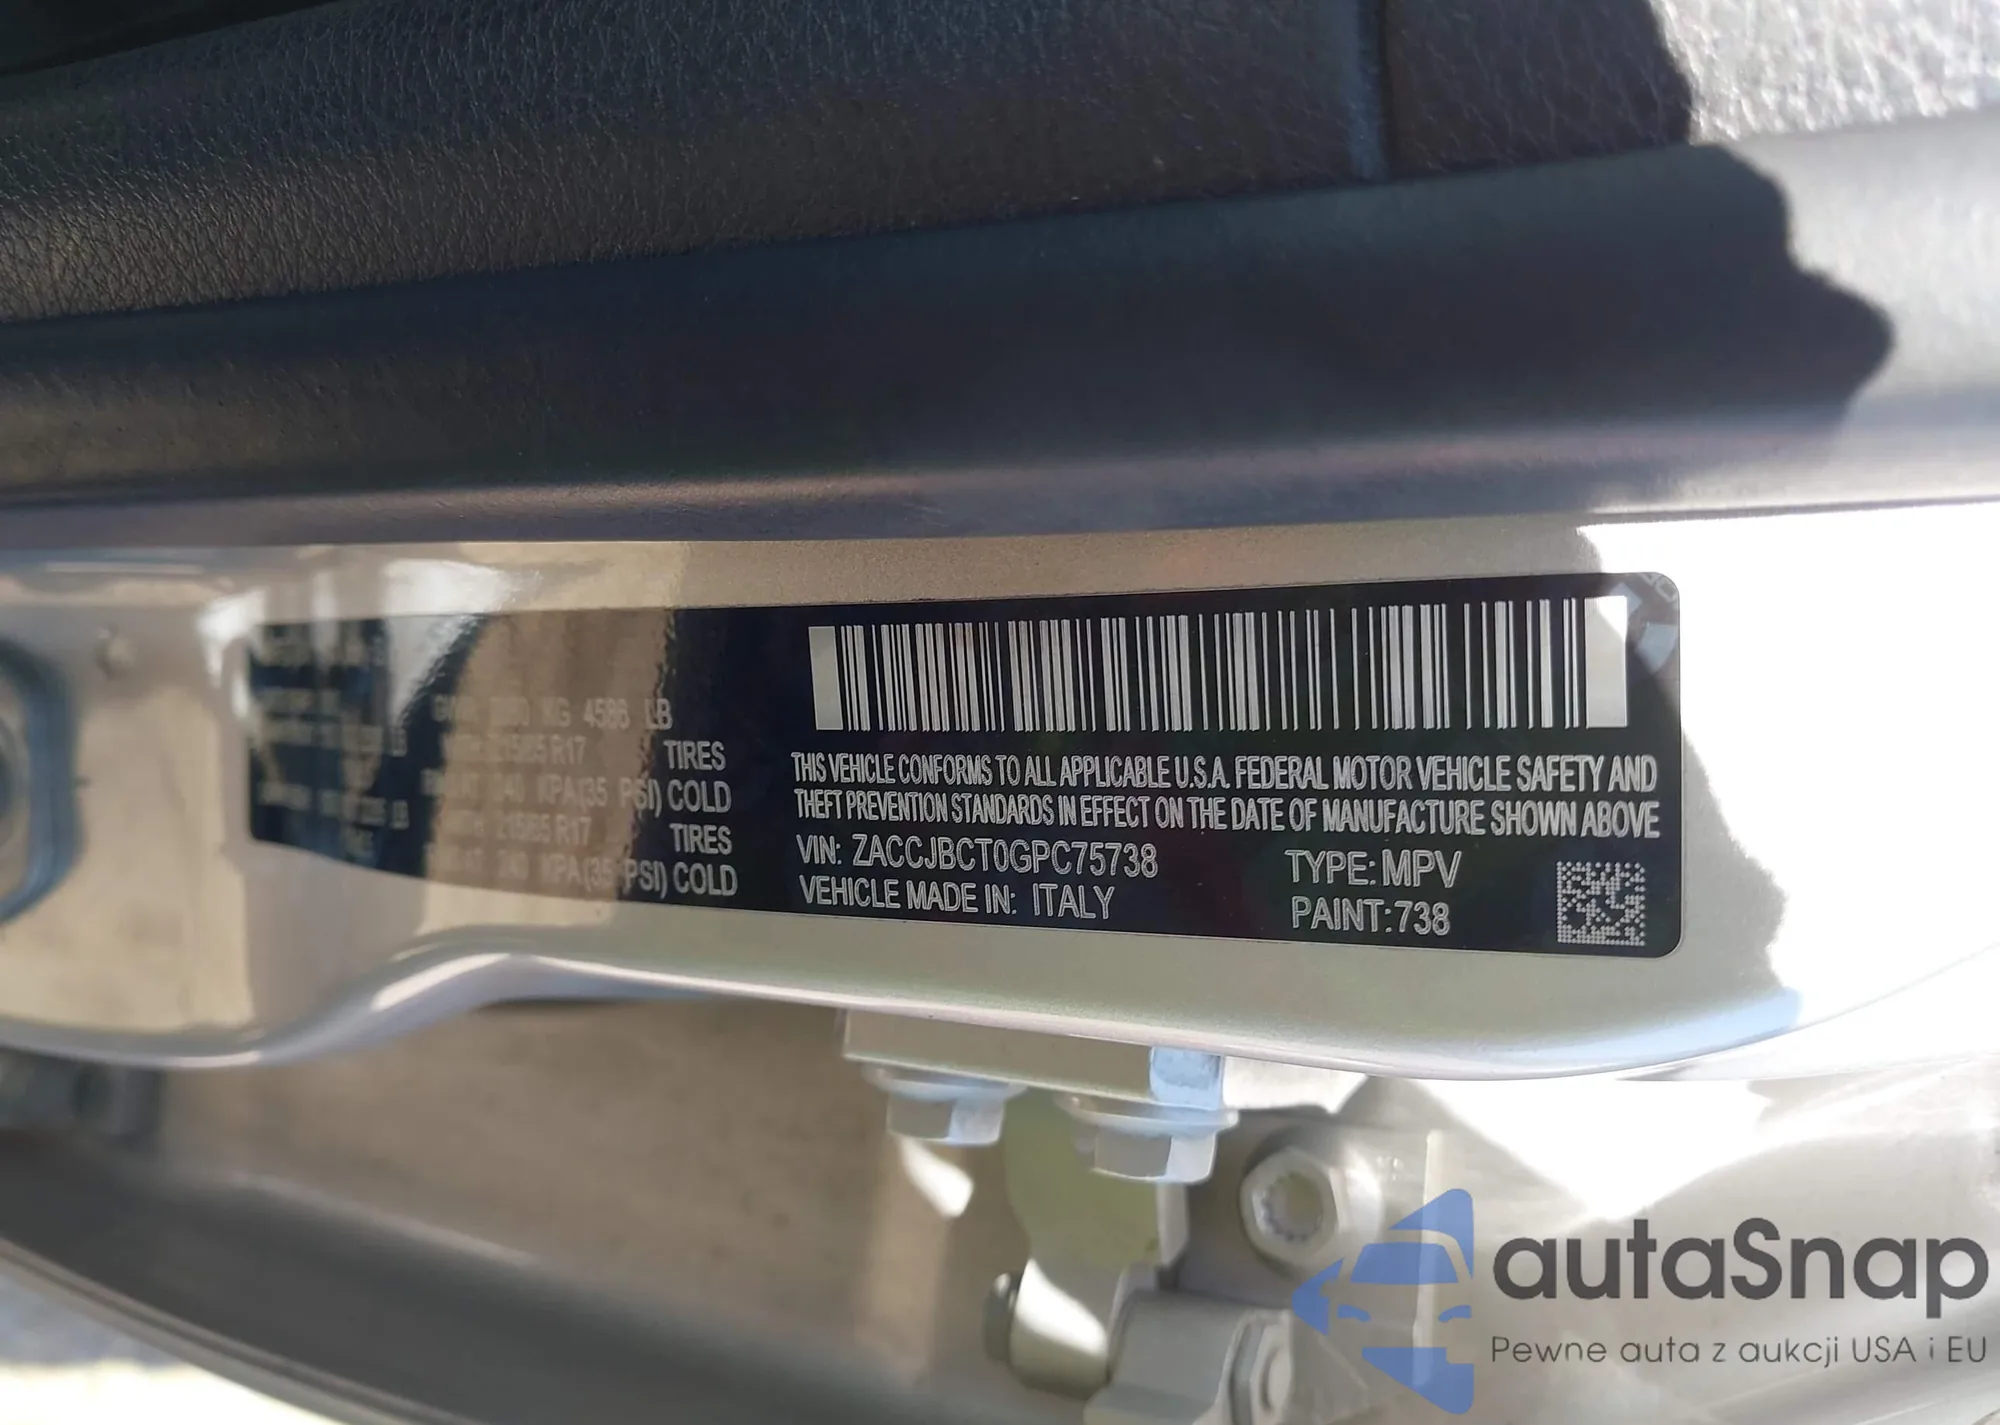 KG 4586 LB
R17 TIRES
KPA(35 PSI) COLD
R17 TIRES
240 KPA(35 PSI) COLD
THIS VEHICLE CONFORMS TO ALL APPLICABLE U.S.A. FEDERAL MOTOR VEHICLE SAFETY AND
THEFT PREVENTION STANDARDS IN EFFECT ON THE DATE OF MANUFACTURE SHOWN ABOVE
VIN: ZACCJBCT0GPC75738
TYPE: MPV
VEHICLE MADE IN: ITALY
PAINT:738
autaSnap
Pewne auta z aukcji USA i EU